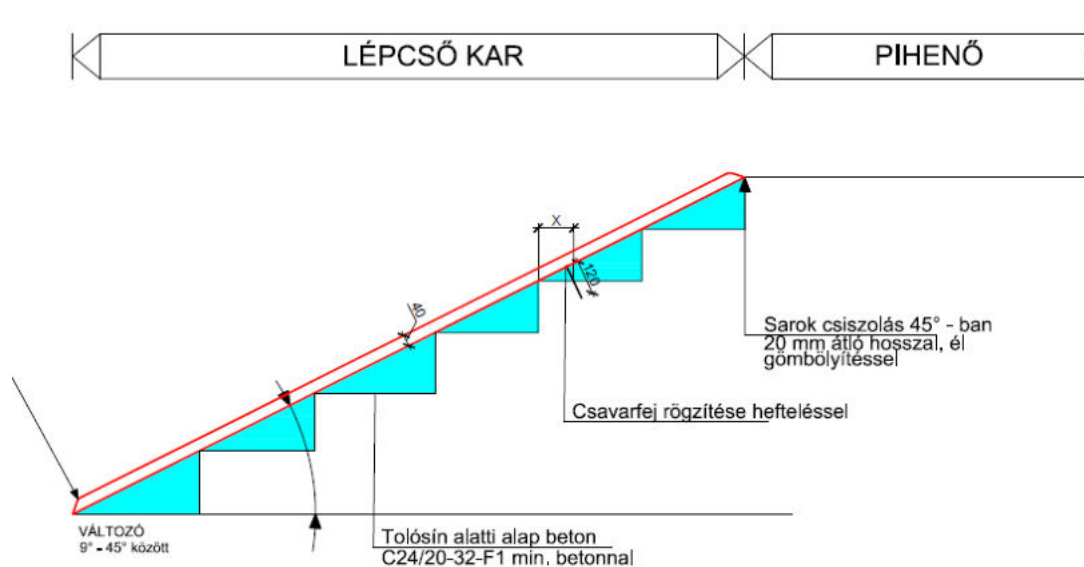 LÉPCSŐ KAR
PIHENŐ
X
120
40
Sarok csiszolás 45° - ban
20 mm átló hosszal, él
gömbölyítéssel
Csavarfej rögzítése hefteléssel
VÁLTOZÓ
9° - 45° között
Tolósín alatti alap beton
C24/20-32-F1 min. betonnal